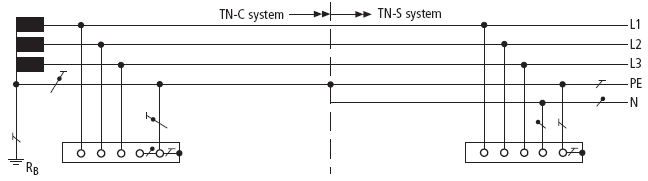 TN-C system TN-S system
L1
L2
L3
PE
N
RB